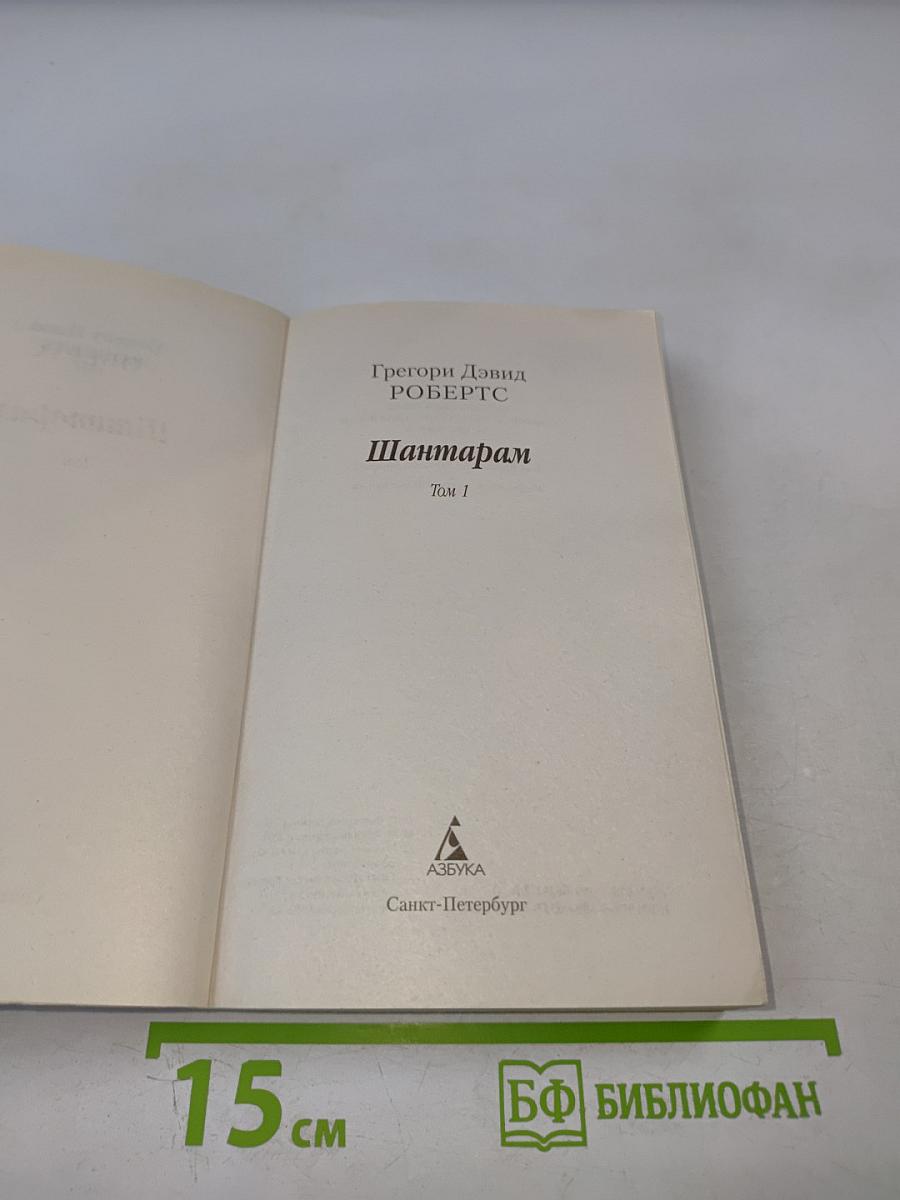 Грегори Дэвид
РОБЕРТС
Шантарам
Том 1
АЗБУКА
Санкт-Петербург
15 см
БФ БИБЛИОФАН